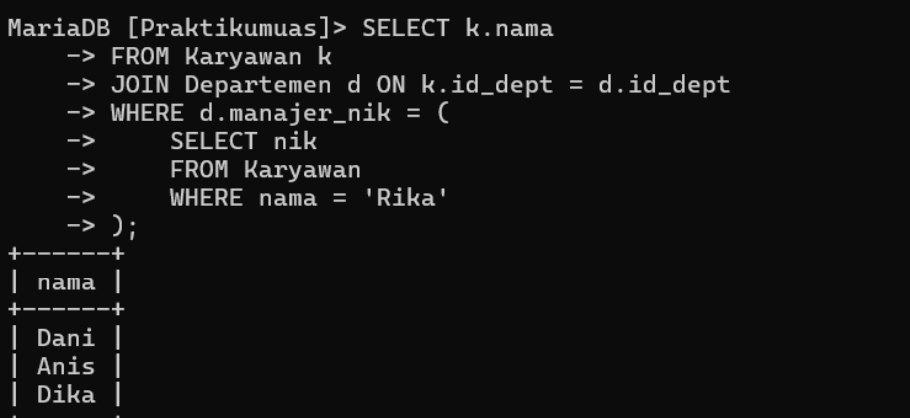 MariaDB [Praktikumuas]> SELECT k.nama
    -> FROM Karyawan k
    -> JOIN Departemen d ON k.id_dept = d.id_dept
    -> WHERE d.manajer_nik = (
    ->     SELECT nik
    ->     FROM Karyawan
    ->     WHERE nama = 'Rika'
    -> );
+------+
| nama |
+------+
| Dani |
| Anis |
| Dika |